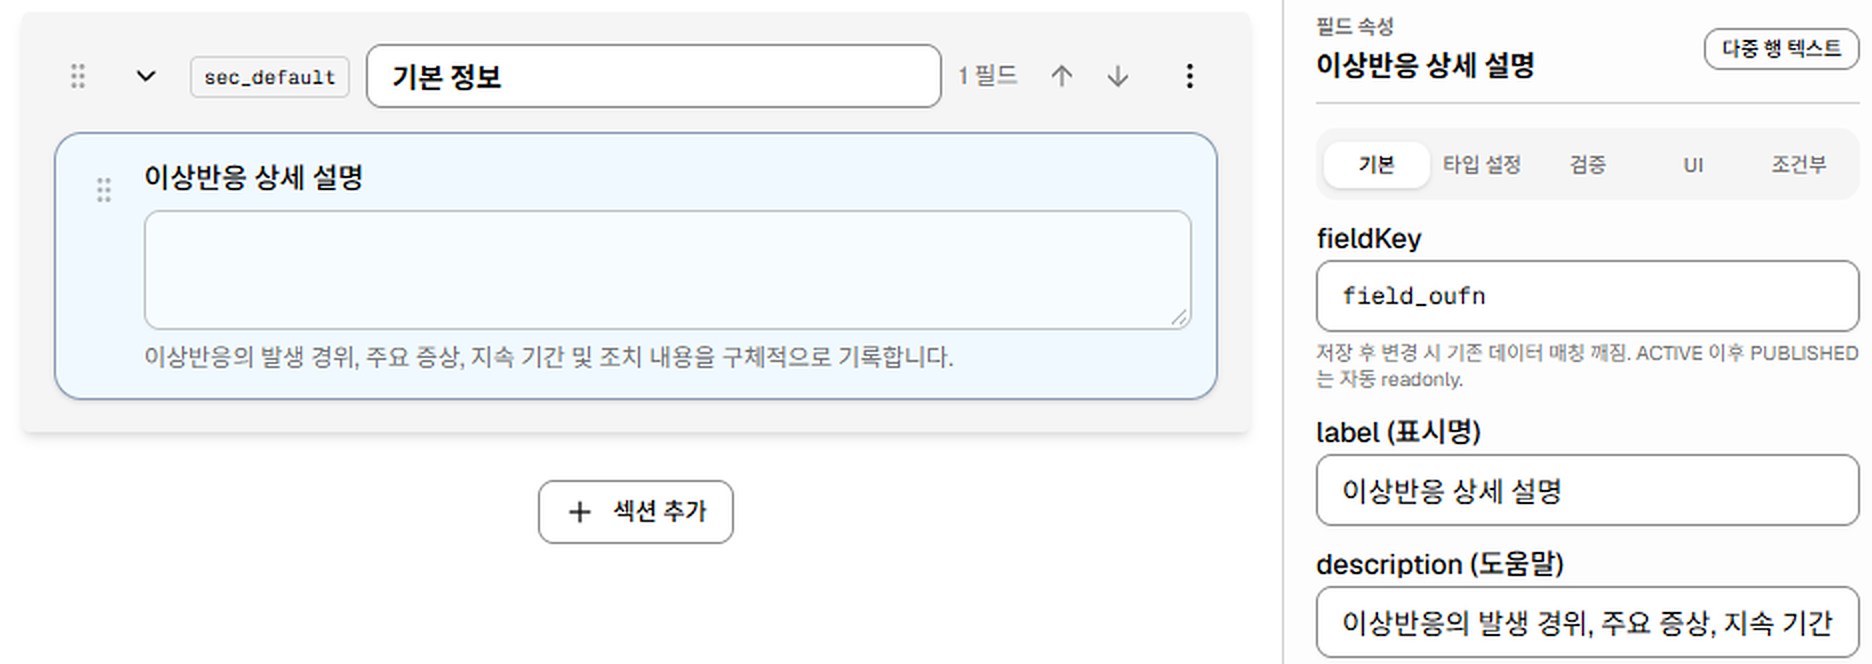 sec_default
기본 정보
1 필드
이상반응 상세 설명
이상반응의 발생 경위, 주요 증상, 지속 기간 및 조치 내용을 구체적으로 기록합니다.
섹션 추가
필드 속성
이상반응 상세 설명
다중 행 텍스트
기본 타입 설정 검증 UI 조건부
fieldKey
field_oufn
저장 후 변경 시 기존 데이터 매칭 깨짐. ACTIVE 이후 PUBLISHED
는 자동 readonly.
label (표시명)
이상반응 상세 설명
description (도움말)
이상반응의 발생 경위, 주요 증상, 지속 기간